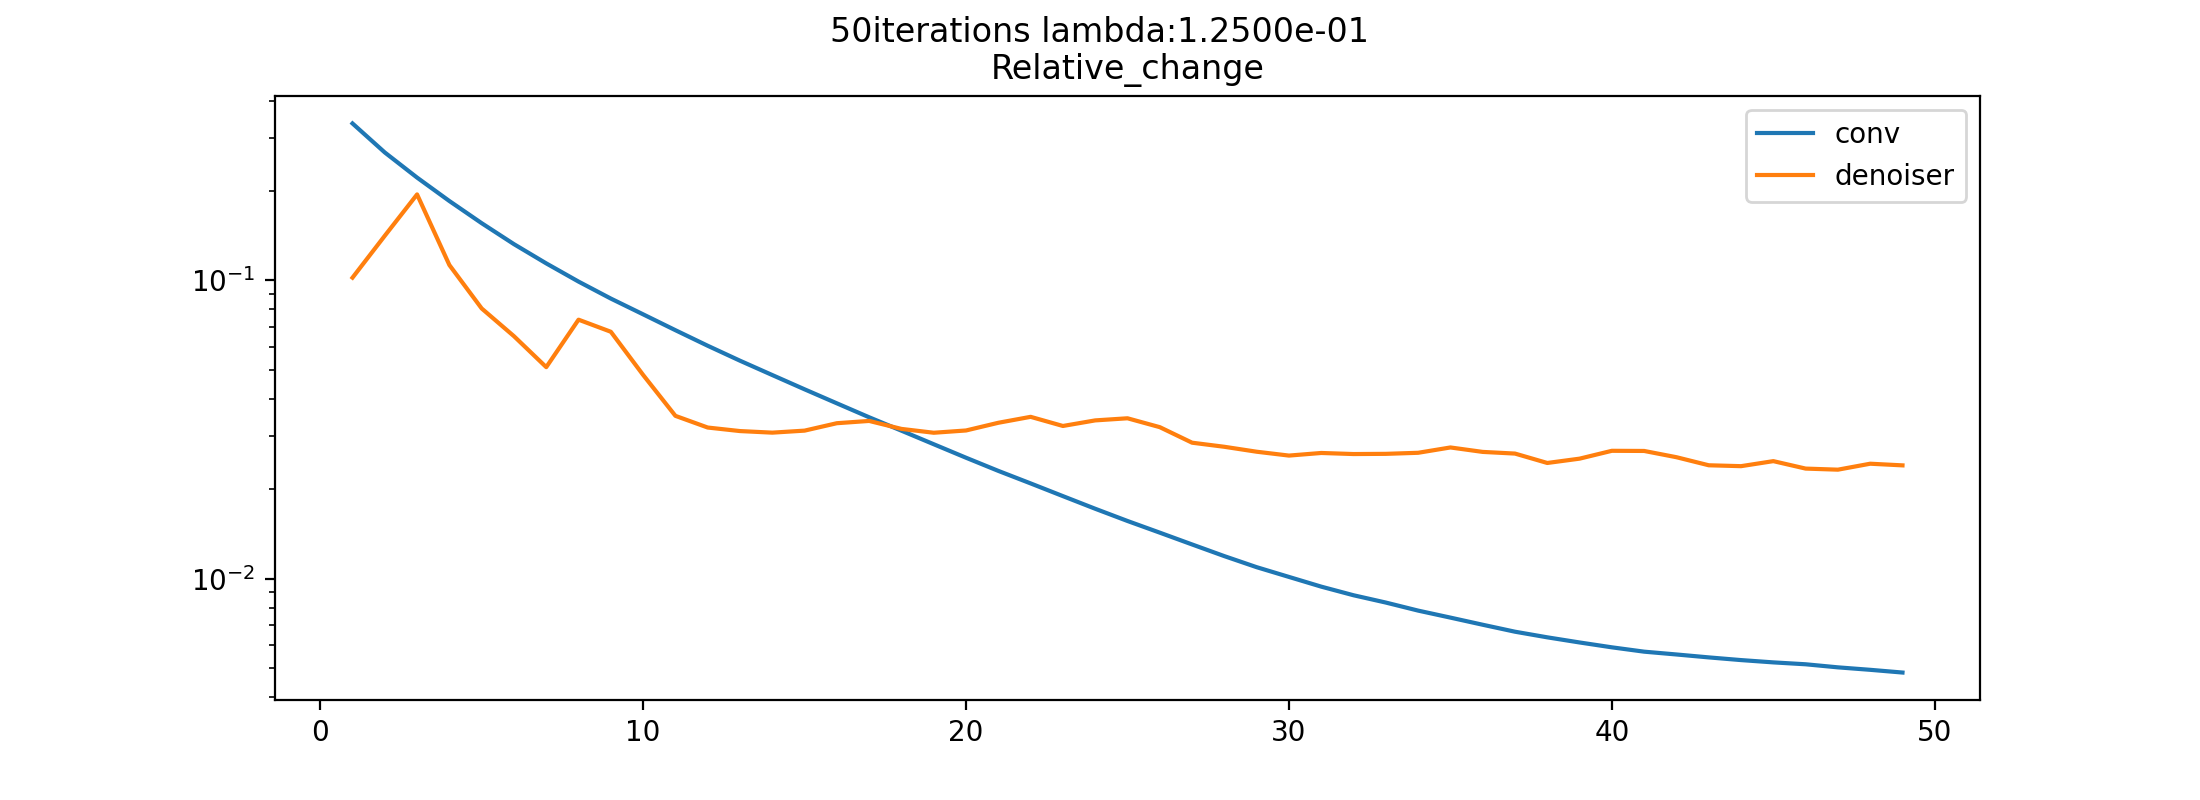 50iterations lambda:1.2500e-01
Relative_change
conv
denoiser
10⁻¹
10⁻²
0 10 20 30 40 50